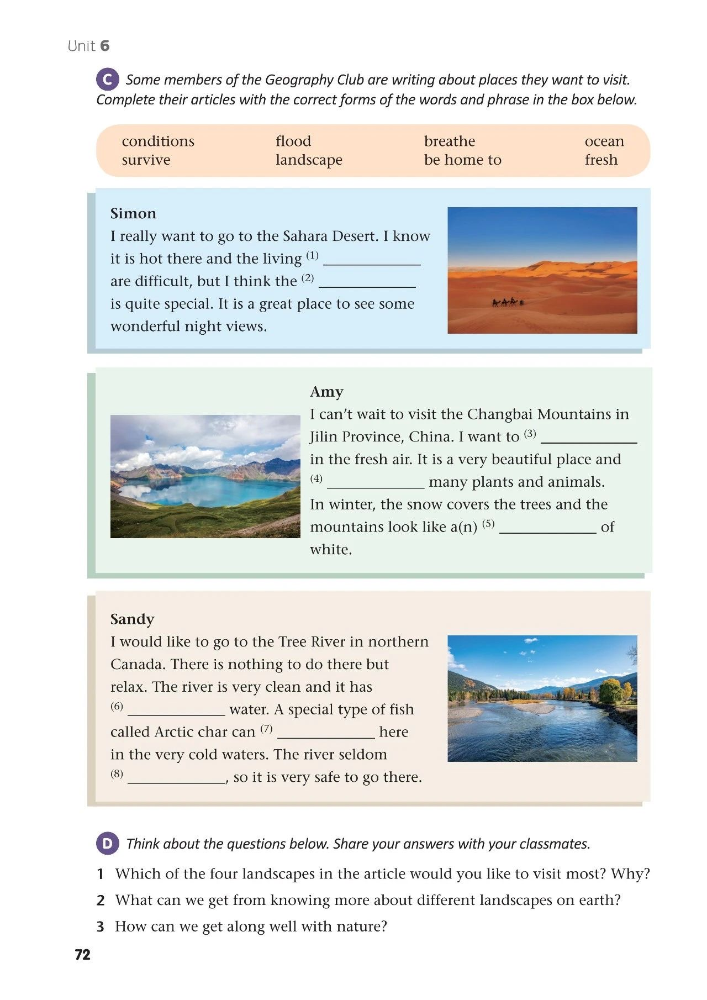 Unit 6
C Some members of the Geography Club are writing about places they want to visit.
Complete their articles with the correct forms of the words and phrase in the box below.
conditions flood breathe ocean
survive landscape be home to fresh
Simon
I really want to go to the Sahara Desert. I know
it is hot there and the living (1) ____________
are difficult, but I think the (2) ____________
is quite special. It is a great place to see some
wonderful night views.
Amy
I can’t wait to visit the Changbai Mountains in
Jilin Province, China. I want to (3) ____________
in the fresh air. It is a very beautiful place and
(4) ____________ many plants and animals.
In winter, the snow covers the trees and the
mountains look like a(n) (5) ____________ of
white.
Sandy
I would like to go to the Tree River in northern
Canada. There is nothing to do there but
relax. The river is very clean and it has
(6) ____________ water. A special type of fish
called Arctic char can (7) ____________ here
in the very cold waters. The river seldom
(8) ____________, so it is very safe to go there.
D Think about the questions below. Share your answers with your classmates.
1 Which of the four landscapes in the article would you like to visit most? Why?
2 What can we get from knowing more about different landscapes on earth?
3 How can we get along well with nature?
72